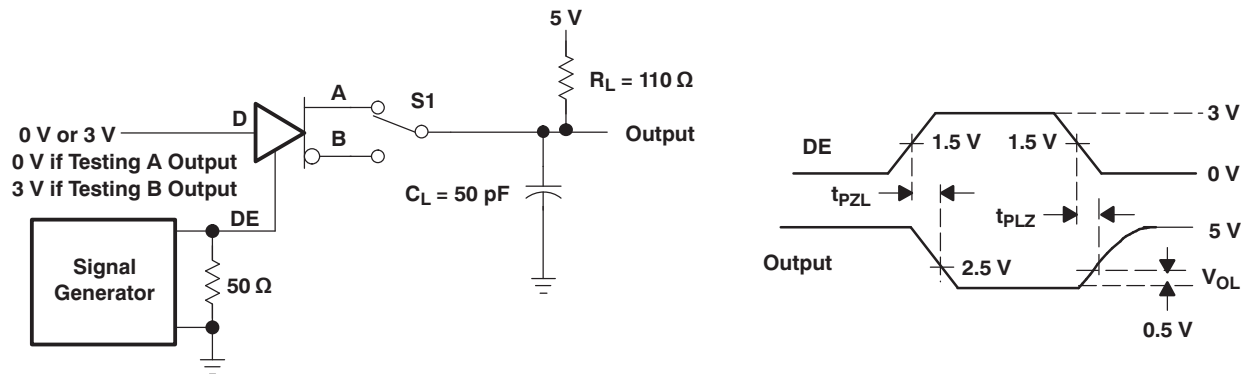 5 V
R_L = 110 Ω
A
S1
D
0 V or 3 V
Output
B
0 V if Testing A Output
3 V if Testing B Output
C_L = 50 pF
DE
Signal
Generator
50 Ω
3 V
DE
1.5 V
1.5 V
0 V
t_PZL
t_PLZ
5 V
Output
2.5 V
V_OL
0.5 V